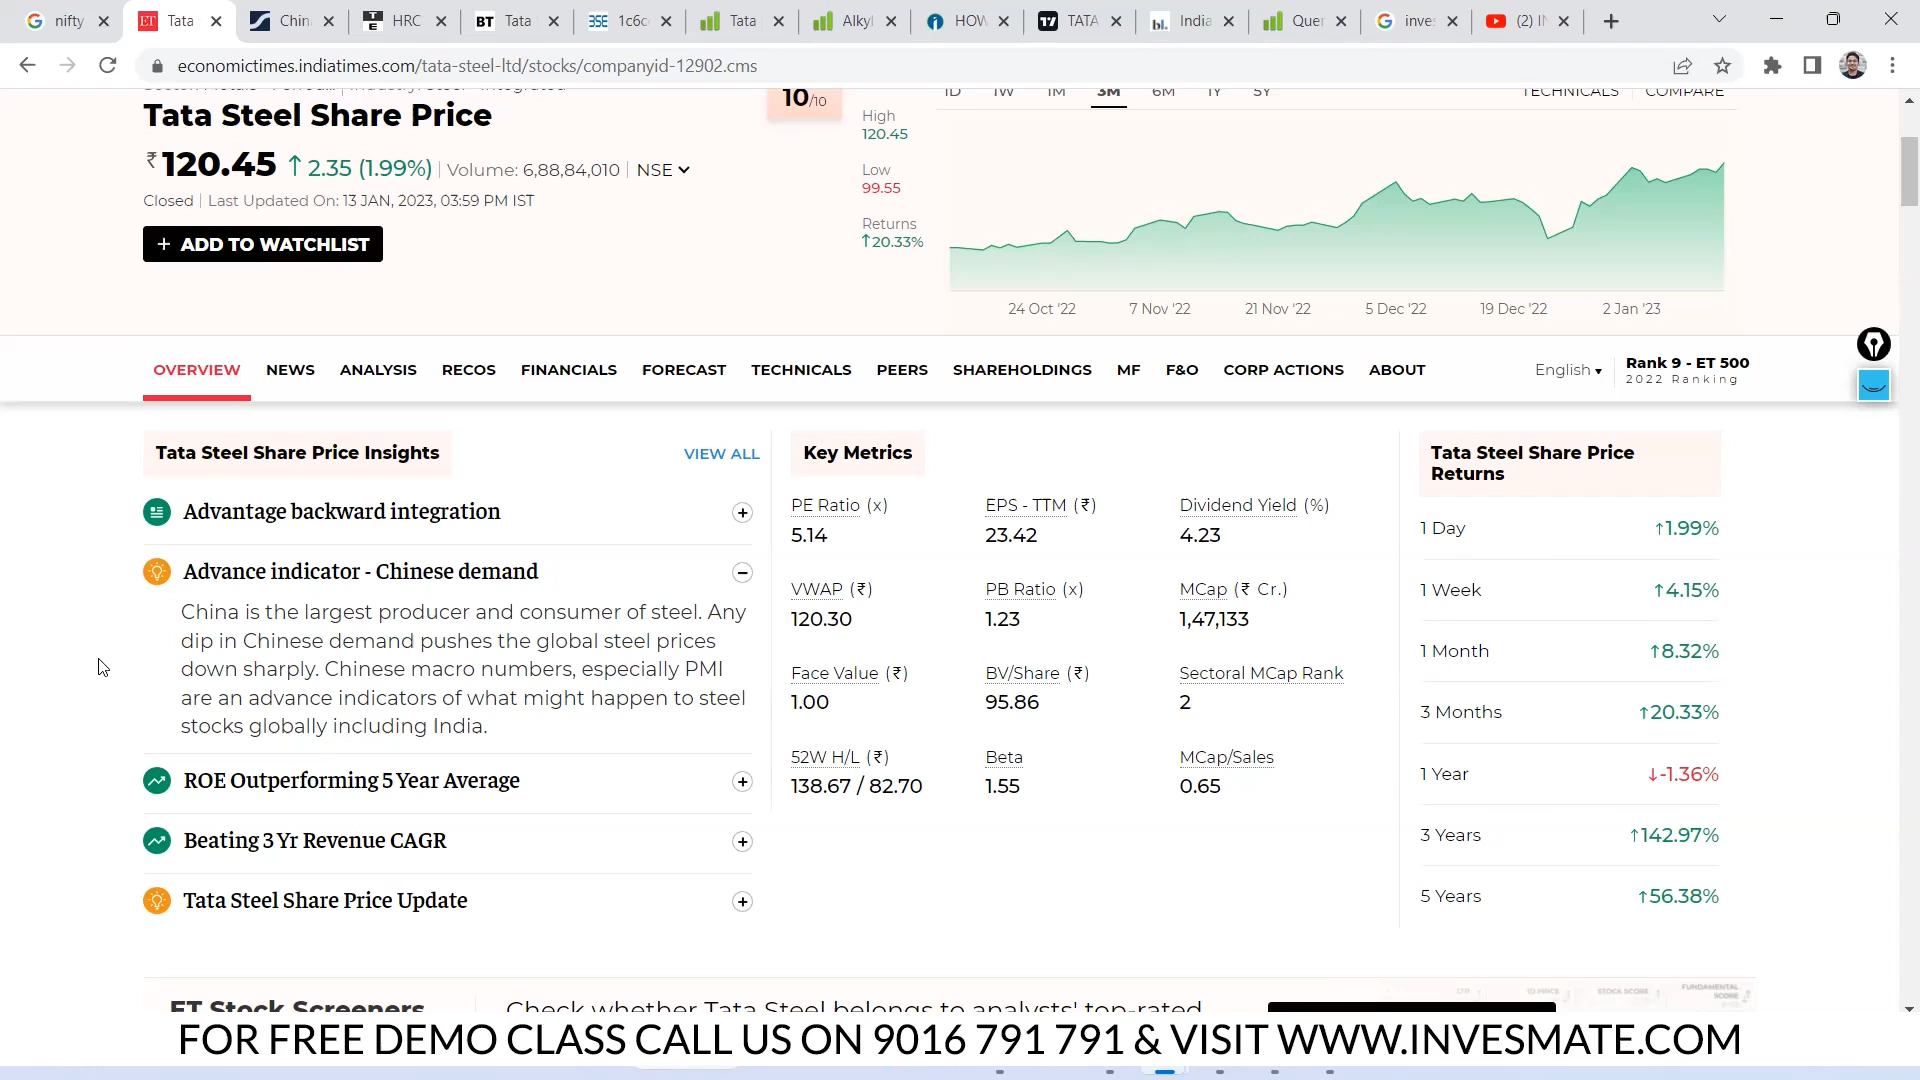 nifty
Tata
Chin
HRC
BT Tata
1c6c
Tata
Alkyl
HOW
TATA
bl. India
Quer
inves
(2) IN
economictimes.indiatimes.com/tata-steel-ltd/stocks/companyid-12902.cms
Tata Steel Share Price
10/10
1D 1W 1M 3M 6M 1Y 5Y
TECHNICALS COMPARE
₹120.45 ↑ 2.35 (1.99%) Volume: 6,88,84,010 NSE
Closed Last Updated On: 13 JAN, 2023, 03:59 PM IST
+ ADD TO WATCHLIST
High
120.45
Low
99.55
Returns
↑20.33%
24 Oct '22 7 Nov '22 21 Nov '22 5 Dec '22 19 Dec '22 2 Jan '23
OVERVIEW NEWS ANALYSIS RECOS FINANCIALS FORECAST TECHNICALS PEERS SHAREHOLDINGS MF F&O CORP ACTIONS ABOUT
English
Rank 9 - ET 500
2022 Ranking
Tata Steel Share Price Insights
VIEW ALL
Advantage backward integration
Advance indicator - Chinese demand
China is the largest producer and consumer of steel. Any
dip in Chinese demand pushes the global steel prices
down sharply. Chinese macro numbers, especially PMI
are an advance indicators of what might happen to steel
stocks globally including India.
ROE Outperforming 5 Year Average
Beating 3 Yr Revenue CAGR
Tata Steel Share Price Update
Key Metrics
PE Ratio (x) EPS - TTM (₹) Dividend Yield (%)
5.14 23.42 4.23
VWAP (₹) PB Ratio (x) MCap (₹ Cr.)
120.30 1.23 1,47,133
Face Value (₹) BV/Share (₹) Sectoral MCap Rank
1.00 95.86 2
52W H/L (₹) Beta MCap/Sales
138.67 / 82.70 1.55 0.65
Tata Steel Share Price
Returns
1 Day ↑1.99%
1 Week ↑4.15%
1 Month ↑8.32%
3 Months ↑20.33%
1 Year ↓-1.36%
3 Years ↑142.97%
5 Years ↑56.38%
ET Stock Screeners
Check whether Tata Steel belongs to analysts' top-rated
STOCK SCORE
FUNDAMENTAL
SCORE
FOR FREE DEMO CLASS CALL US ON 9016 791 791 & VISIT WWW.INVESMATE.COM